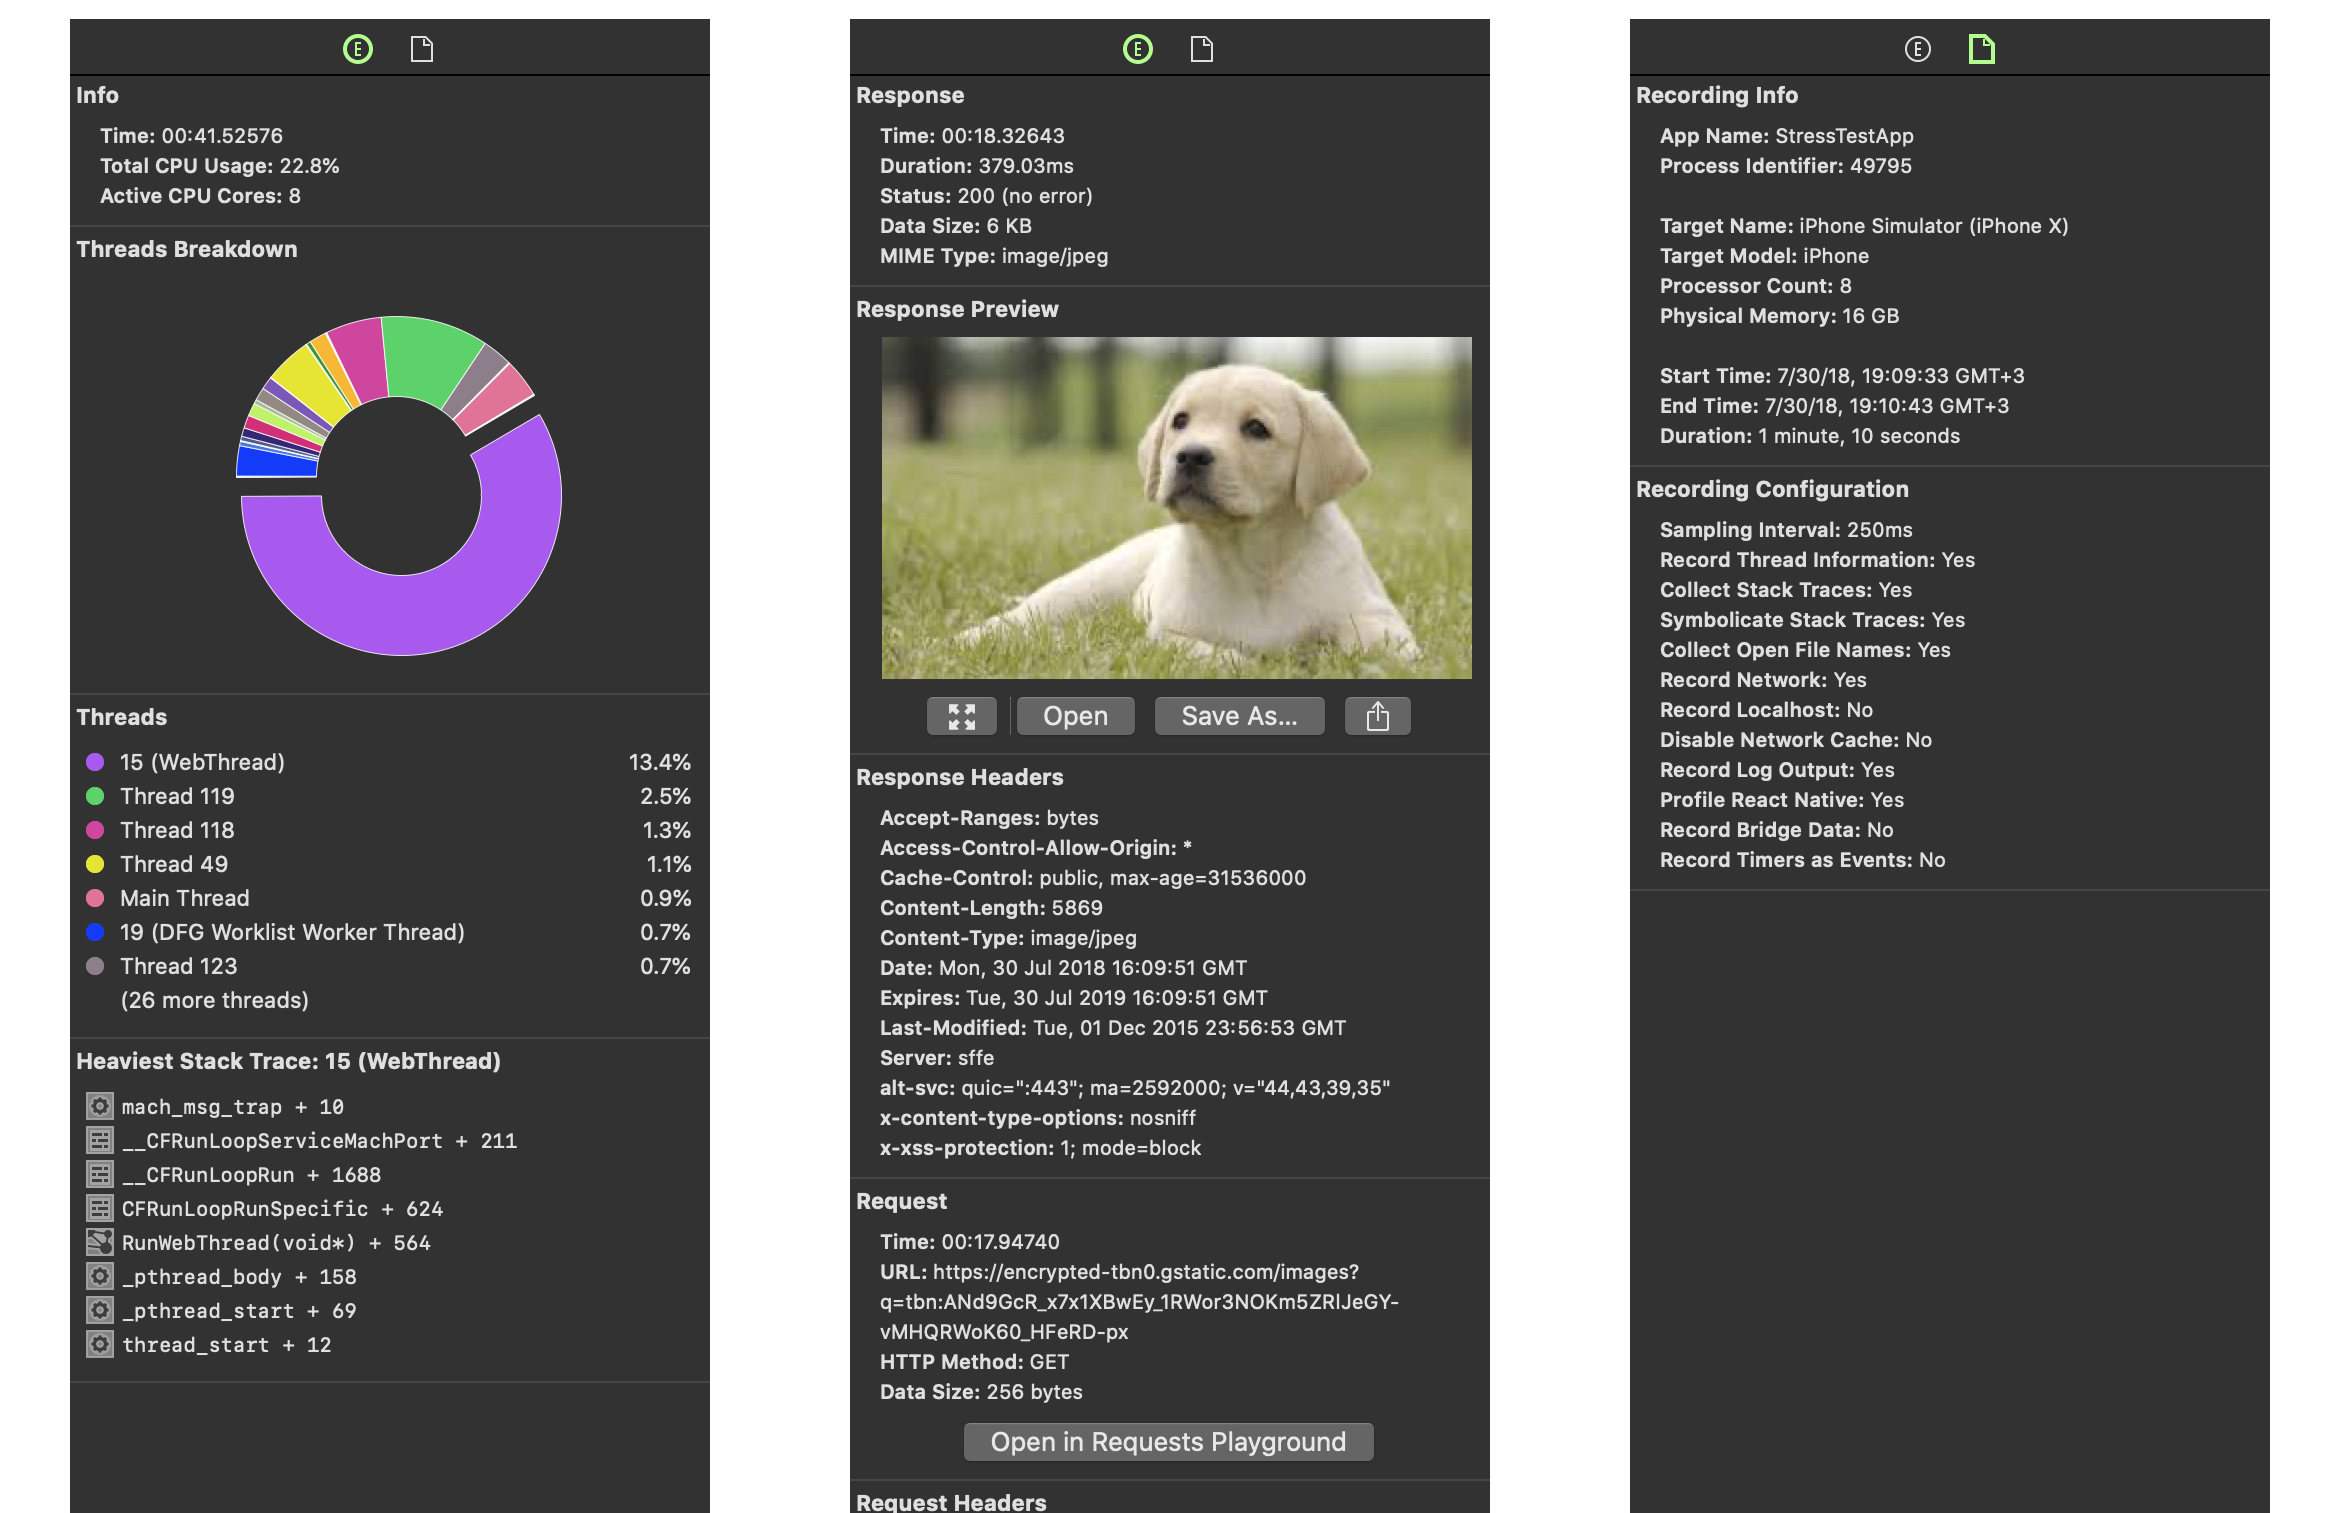 E
Info
Time: 00:41.52576
Total CPU Usage: 22.8%
Active CPU Cores: 8
Threads Breakdown
Threads
15 (WebThread) 13.4%
Thread 119 2.5%
Thread 118 1.3%
Thread 49 1.1%
Main Thread 0.9%
19 (DFG Worklist Worker Thread) 0.7%
Thread 123 0.7%
(26 more threads)
Heaviest Stack Trace: 15 (WebThread)
mach_msg_trap + 10
__CFRunLoopServiceMachPort + 211
__CFRunLoopRun + 1688
CFRunLoopRunSpecific + 624
RunWebThread(void*) + 564
_pthread_body + 158
_pthread_start + 69
thread_start + 12
E
Response
Time: 00:18.32643
Duration: 379.03ms
Status: 200 (no error)
Data Size: 6 KB
MIME Type: image/jpeg
Response Preview
Open
Save As...
Response Headers
Accept-Ranges: bytes
Access-Control-Allow-Origin: *
Cache-Control: public, max-age=31536000
Content-Length: 5869
Content-Type: image/jpeg
Date: Mon, 30 Jul 2018 16:09:51 GMT
Expires: Tue, 30 Jul 2019 16:09:51 GMT
Last-Modified: Tue, 01 Dec 2015 23:56:53 GMT
Server: sffe
alt-svc: quic=":443"; ma=2592000; v="44,43,39,35"
x-content-type-options: nosniff
x-xss-protection: 1; mode=block
Request
Time: 00:17.94740
URL: https://encrypted-tbn0.gstatic.com/images?
q=tbn:ANd9GcR_x7x1XBwEy_1RWor3NOKm5ZRlJeGY-
vMHQRWoK60_HFeRD-px
HTTP Method: GET
Data Size: 256 bytes
Open in Requests Playground
Request Headers
E
Recording Info
App Name: StressTestApp
Process Identifier: 49795
Target Name: iPhone Simulator (iPhone X)
Target Model: iPhone
Processor Count: 8
Physical Memory: 16 GB
Start Time: 7/30/18, 19:09:33 GMT+3
End Time: 7/30/18, 19:10:43 GMT+3
Duration: 1 minute, 10 seconds
Recording Configuration
Sampling Interval: 250ms
Record Thread Information: Yes
Collect Stack Traces: Yes
Symbolicate Stack Traces: Yes
Collect Open File Names: Yes
Record Network: Yes
Record Localhost: No
Disable Network Cache: No
Record Log Output: Yes
Profile React Native: Yes
Record Bridge Data: No
Record Timers as Events: No